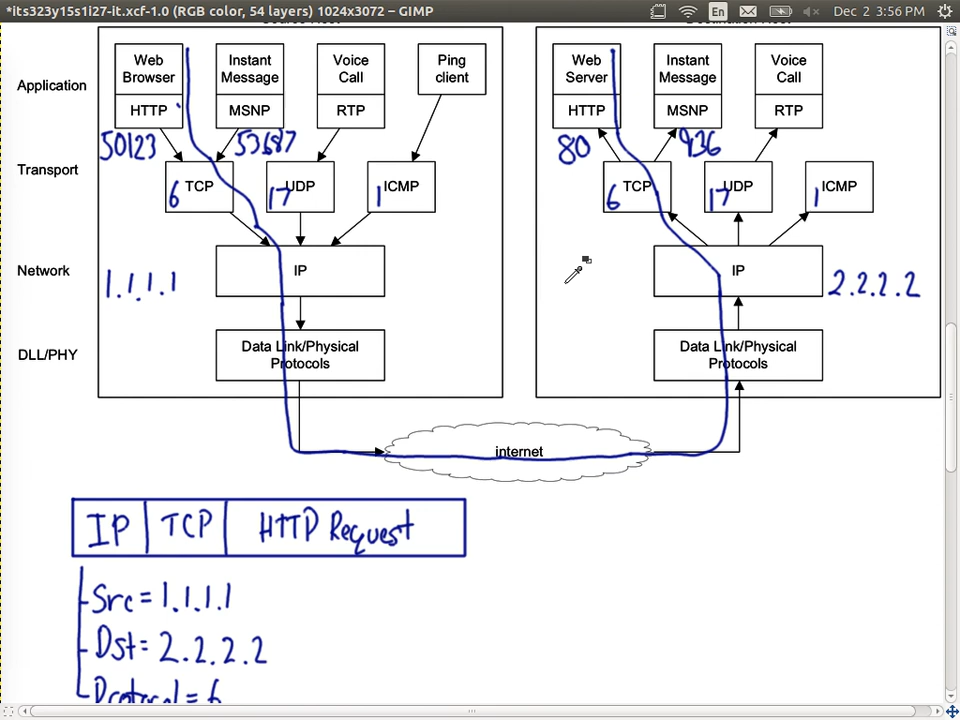 *its323y15s1i27-it.xcf-1.0 (RGB color, 54 layers) 1024x3072 – GIMP
En
Dec 2 3:56 PM
Application
Web Browser
HTTP
Instant Message
MSNP
Voice Call
RTP
Ping client
Web Server
HTTP
Instant Message
MSNP
Voice Call
RTP
50123
53687
80
Transport
6 TCP
17 UDP
1 ICMP
6 TCP
17 UDP
1 ICMP
Network
IP
IP
1.1.1.1
2.2.2.2
DLL/PHY
Data Link/Physical
Protocols
Data Link/Physical
Protocols
internet
IP TCP HTTP Request
Src = 1.1.1.1
Dst = 2.2.2.2
Protocol = 6